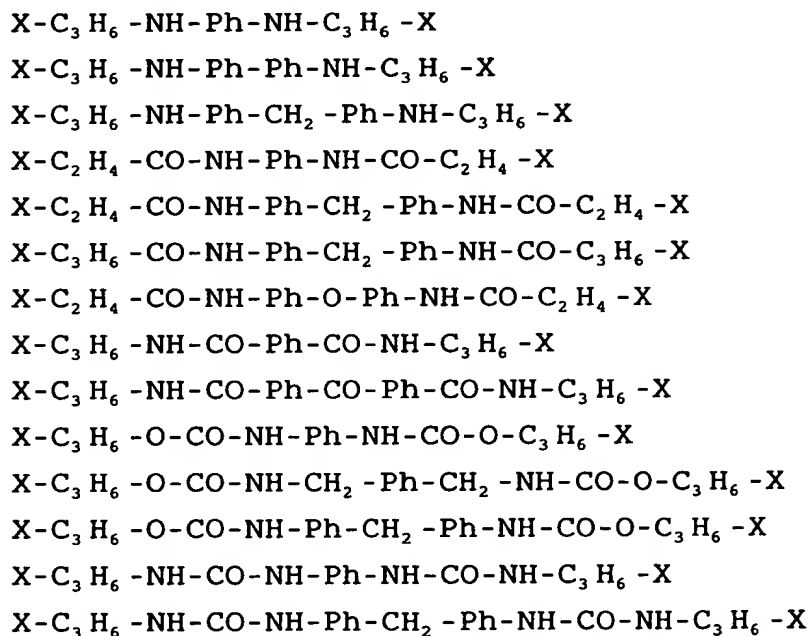 X-C₃H₆-NH-Ph-NH-C₃H₆-X
X-C₃H₆-NH-Ph-Ph-NH-C₃H₆-X
X-C₃H₆-NH-Ph-CH₂-Ph-NH-C₃H₆-X
X-C₂H₄-CO-NH-Ph-NH-CO-C₂H₄-X
X-C₂H₄-CO-NH-Ph-CH₂-Ph-NH-CO-C₂H₄-X
X-C₃H₆-CO-NH-Ph-CH₂-Ph-NH-CO-C₃H₆-X
X-C₂H₄-CO-NH-Ph-O-Ph-NH-CO-C₂H₄-X
X-C₃H₆-NH-CO-Ph-CO-NH-C₃H₆-X
X-C₃H₆-NH-CO-Ph-CO-Ph-CO-NH-C₃H₆-X
X-C₃H₆-O-CO-NH-Ph-NH-CO-O-C₃H₆-X
X-C₃H₆-O-CO-NH-CH₂-Ph-CH₂-NH-CO-O-C₃H₆-X
X-C₃H₆-O-CO-NH-Ph-CH₂-Ph-NH-CO-O-C₃H₆-X
X-C₃H₆-NH-CO-NH-Ph-NH-CO-NH-C₃H₆-X
X-C₃H₆-NH-CO-NH-Ph-CH₂-Ph-NH-CO-NH-C₃H₆-X